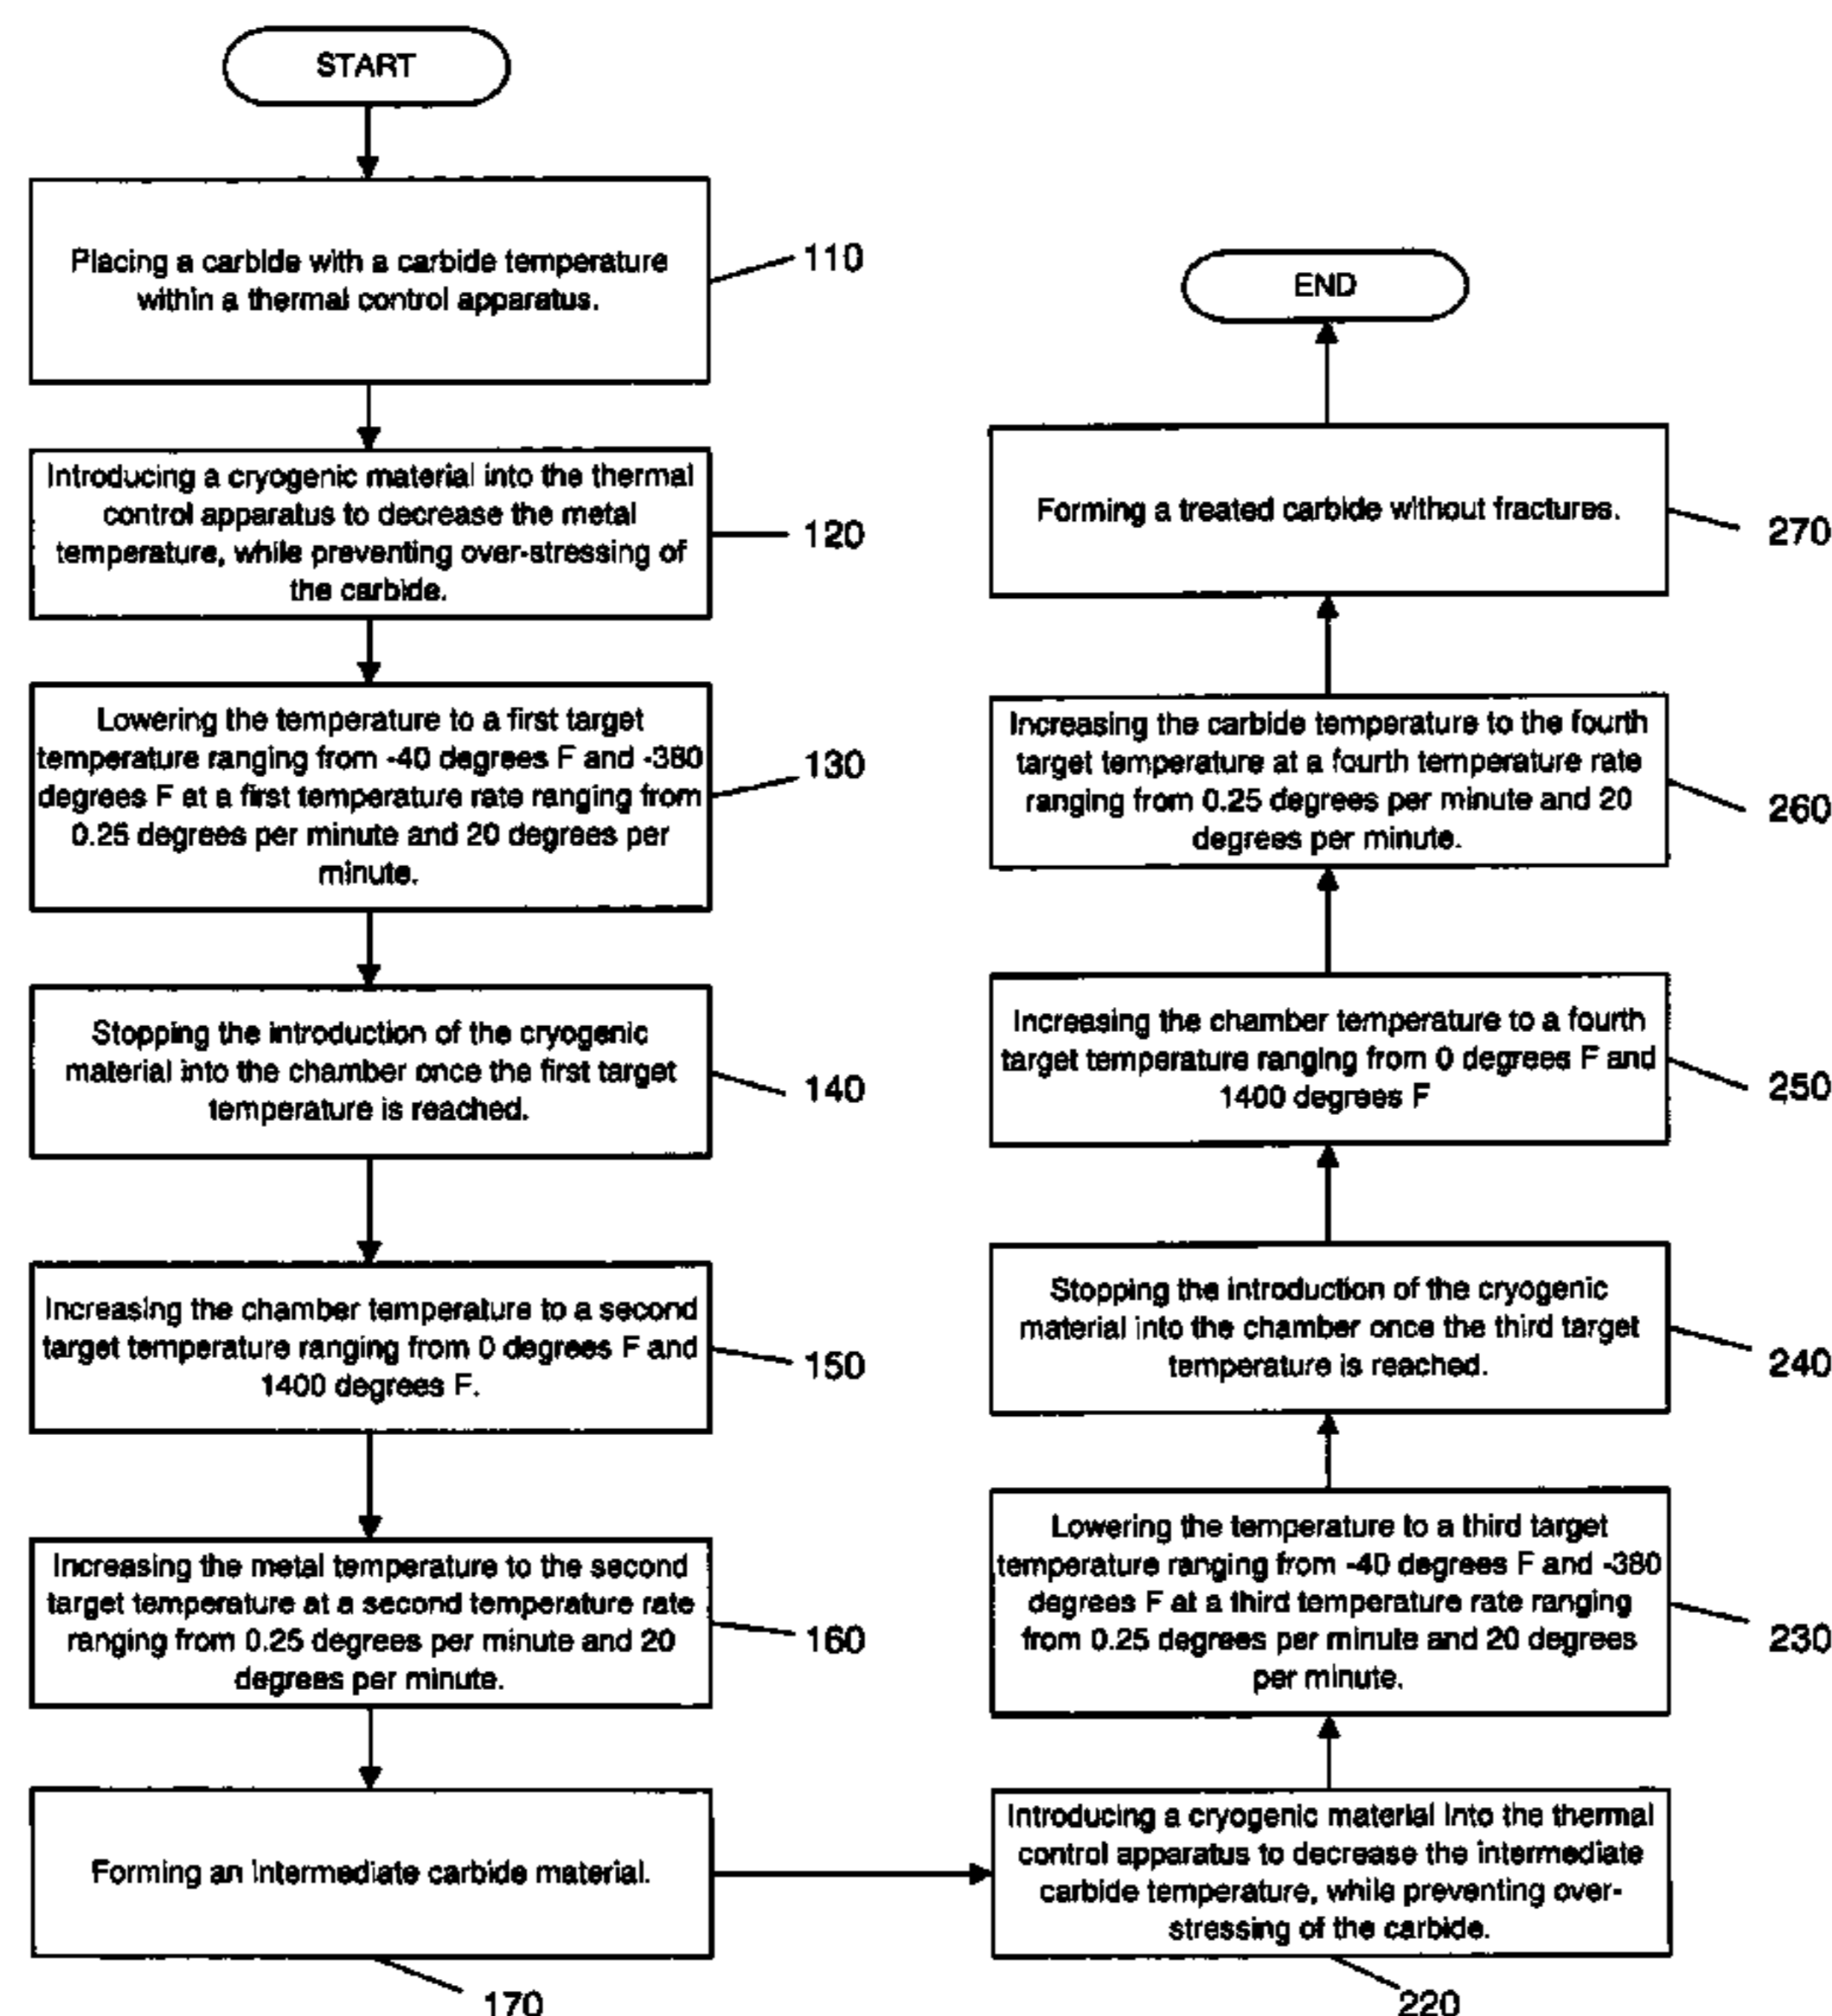 START
Placing a carbide with a carbide temperature
within a thermal control apparatus.
110
Introducing a cryogenic material into the thermal
control apparatus to decrease the metal
temperature, while preventing over-stressing of
the carbide.
120
Lowering the temperature to a first target
temperature ranging from -40 degrees F and -380
degrees F at a first temperature rate ranging from
0.25 degrees per minute and 20 degrees per
minute.
130
Stopping the introduction of the cryogenic
material into the chamber once the first target
temperature is reached.
140
Increasing the chamber temperature to a second
target temperature ranging from 0 degrees F and
1400 degrees F.
150
Increasing the metal temperature to the second
target temperature at a second temperature rate
ranging from 0.25 degrees per minute and 20
degrees per minute.
160
Forming an intermediate carbide material.
170
Introducing a cryogenic material into the thermal
control apparatus to decrease the intermediate
carbide temperature, while preventing over-
stressing of the carbide.
220
Lowering the temperature to a third target
temperature ranging from -40 degrees F and -380
degrees F at a third temperature rate ranging
from 0.25 degrees per minute and 20 degrees
per minute.
230
Stopping the introduction of the cryogenic
material into the chamber once the third target
temperature is reached.
240
Increasing the chamber temperature to a fourth
target temperature ranging from 0 degrees F and
1400 degrees F
250
Increasing the carbide temperature to the fourth
target temperature at a fourth temperature rate
ranging from 0.25 degrees per minute and 20
degrees per minute.
260
Forming a treated carbide without fractures.
270
END